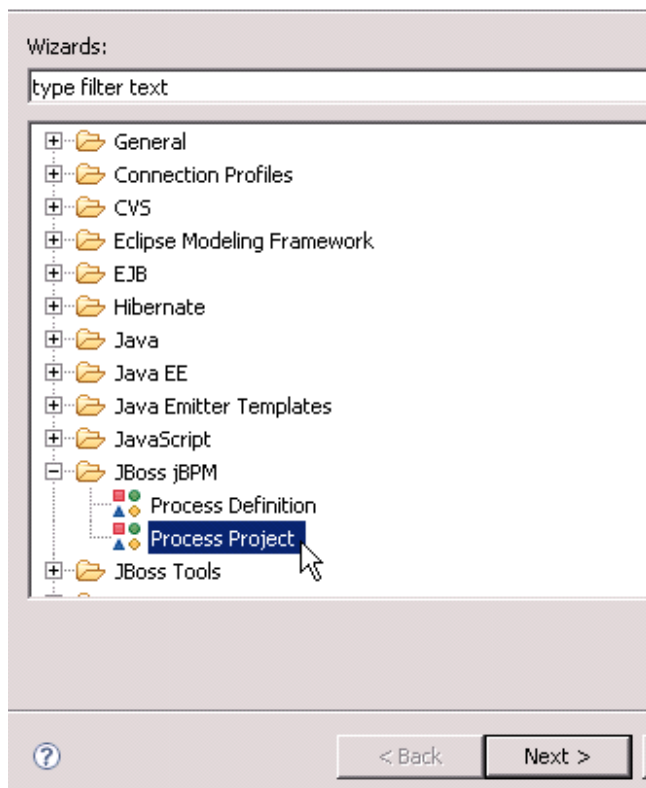 Wizards:
type filter text
General
Connection Profiles
CVS
Eclipse Modeling Framework
EJB
Hibernate
Java
Java EE
Java Emitter Templates
JavaScript
JBoss jBPM
Process Definition
Process Project
JBoss Tools
< Back
Next >